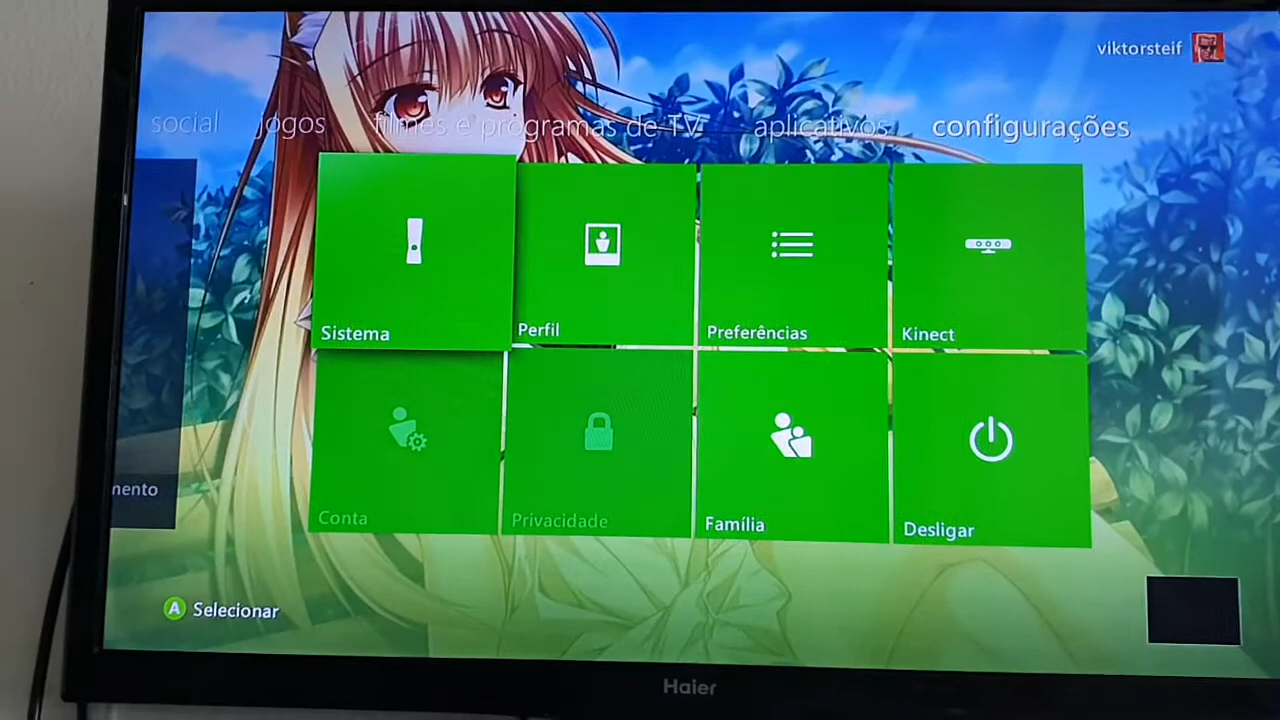 viktorsteif
social jogos filmes e programas de TV aplicativos configurações
Sistema Perfil Preferências Kinect
mento
Conta Privacidade Família Desligar
A Selecionar
Haier